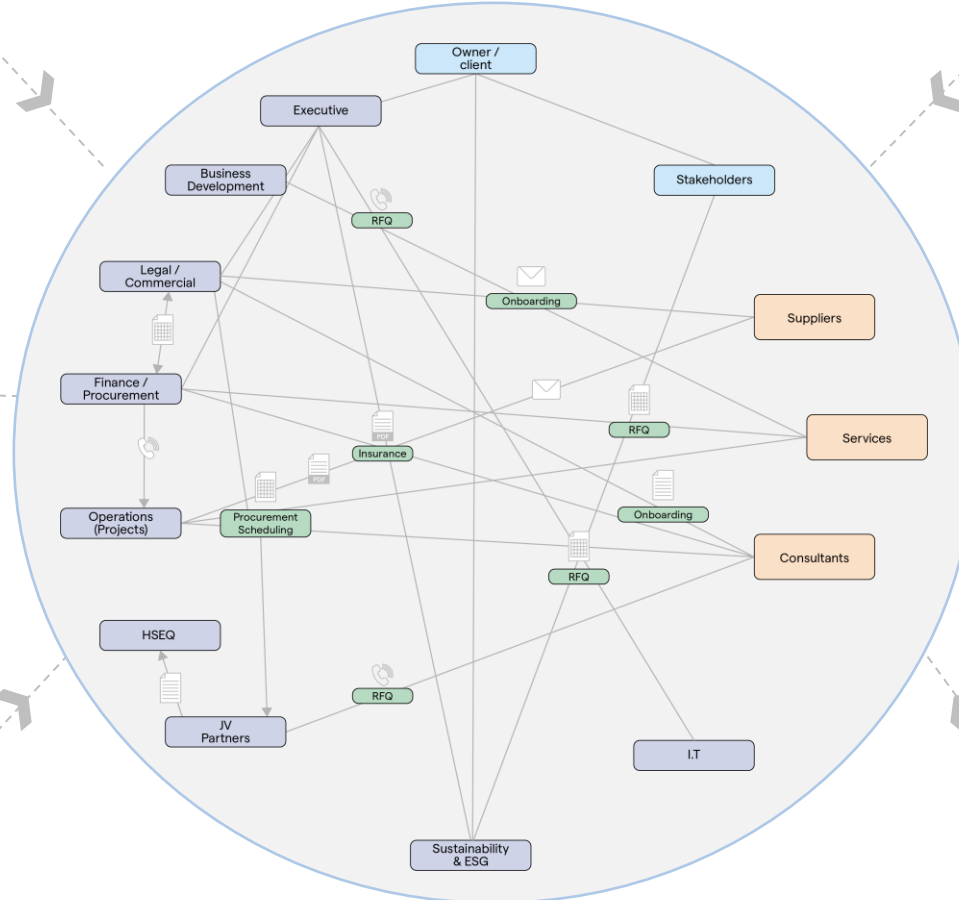 Owner /
client
Executive
Business
Development
Stakeholders
RFQ
Legal /
Commercial
Onboarding
Suppliers
Finance /
Procurement
RFQ
Services
PDF
Insurance
PDF
Operations
(Projects)
Procurement
Scheduling
Onboarding
Consultants
RFQ
HSEQ
RFQ
JV
Partners
I.T
Sustainability
& ESG